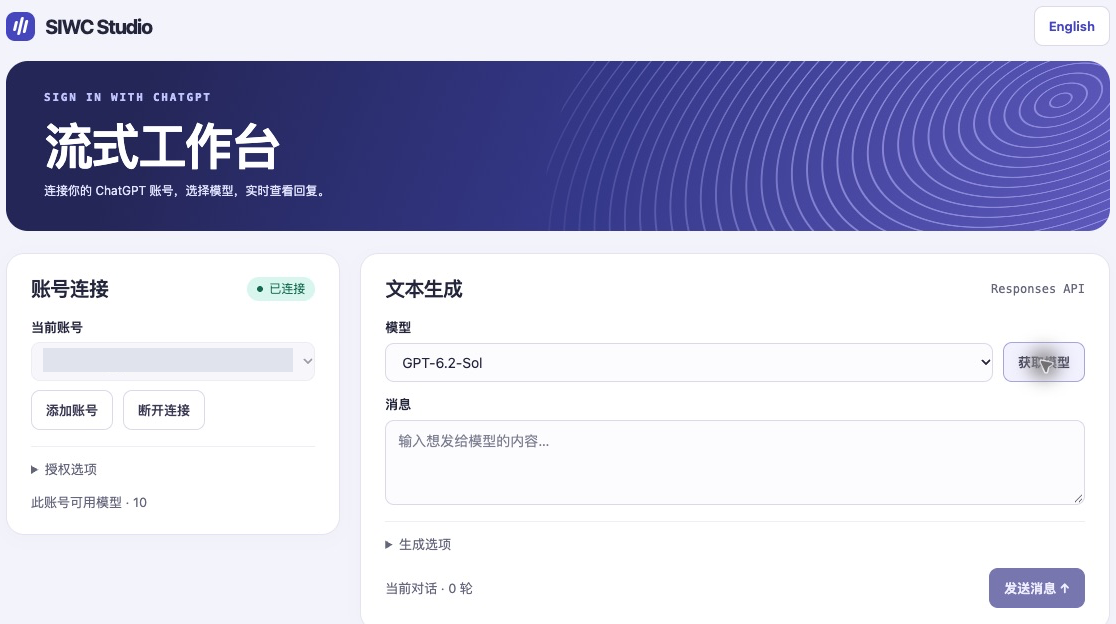 SIWC Studio
English
SIGN IN WITH CHATGPT
流式工作台
连接你的 ChatGPT 账号，选择模型，实时查看回复。
账号连接
已连接
当前账号
添加账号
断开连接
授权选项
此账号可用模型 · 10
文本生成
Responses API
模型
GPT-6.2-Sol
获取模型
消息
输入想发给模型的内容...
生成选项
当前对话 · 0 轮
发送消息 ↑